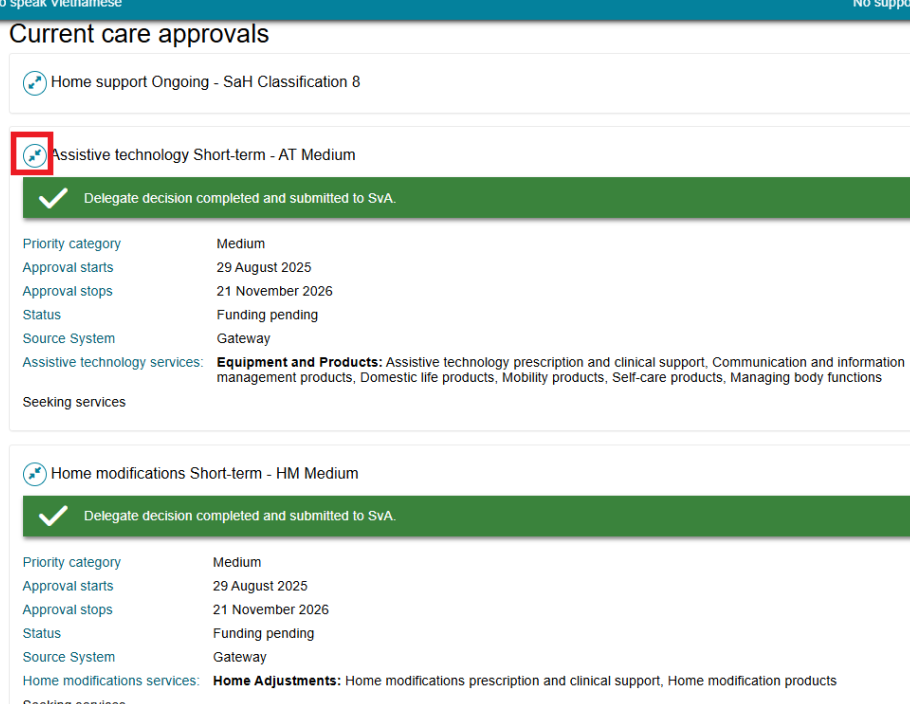 speak Vietnamese
No suppo
Current care approvals
Home support Ongoing - SaH Classification 8
Assistive technology Short-term - AT Medium
Delegate decision completed and submitted to SvA.
Priority category Medium
Approval starts 29 August 2025
Approval stops 21 November 2026
Status Funding pending
Source System Gateway
Assistive technology services: Equipment and Products: Assistive technology prescription and clinical support, Communication and information
management products, Domestic life products, Mobility products, Self-care products, Managing body functions
Seeking services
Home modifications Short-term - HM Medium
Delegate decision completed and submitted to SvA.
Priority category Medium
Approval starts 29 August 2025
Approval stops 21 November 2026
Status Funding pending
Source System Gateway
Home modifications services: Home Adjustments: Home modifications prescription and clinical support, Home modification products
Seeking services